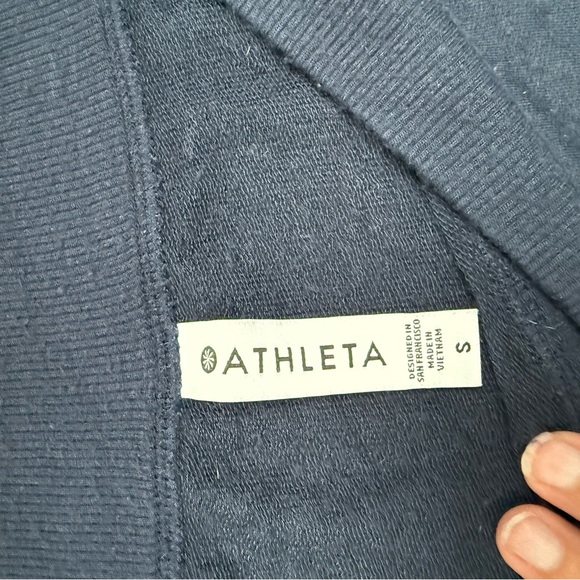 ATHLETA
DESIGNED IN
SAN FRANCISCO
MADE IN
VIETNAM
S